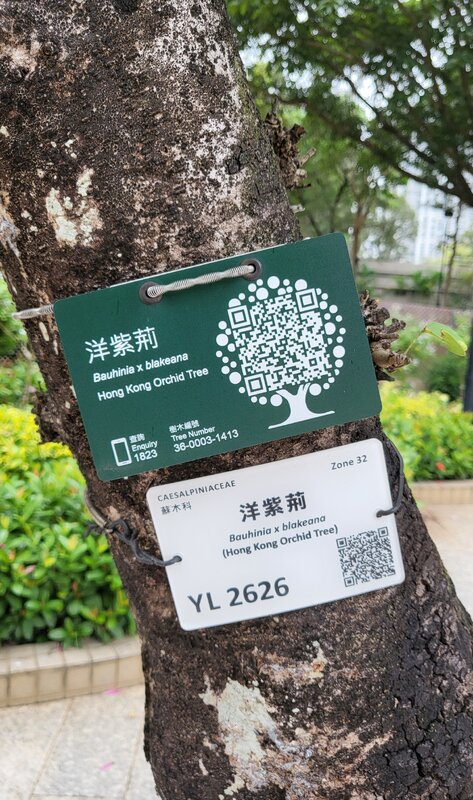 洋紫荊
Bauhinia x blakeana
Hong Kong Orchid Tree
查詢
Enquiry
1823
樹木編號
Tree Number
36-0003-1413
CAESALPINIACEAE
蘇木科
Zone 32
洋紫荊
Bauhinia x blakeana
(Hong Kong Orchid Tree)
YL 2626